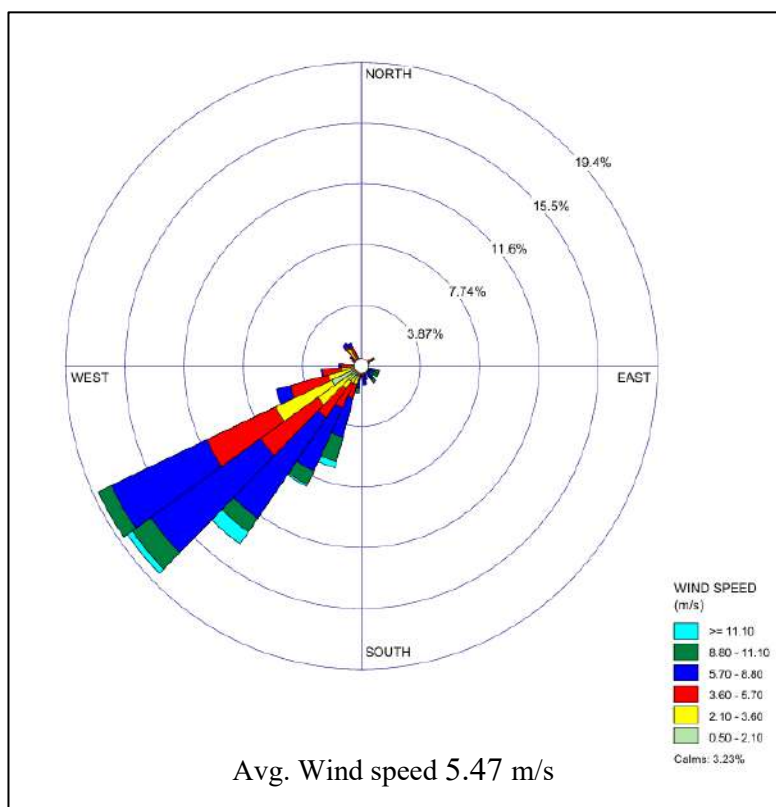 NORTH
19.4%
15.5%
11.6%
7.74%
3.87%
WEST
EAST
SOUTH
WIND SPEED
(m/s)
>= 11.10
8.80 - 11.10
5.70 - 8.80
3.60 - 5.70
2.10 - 3.60
0.50 - 2.10
Calms: 3.23%
Avg. Wind speed 5.47 m/s